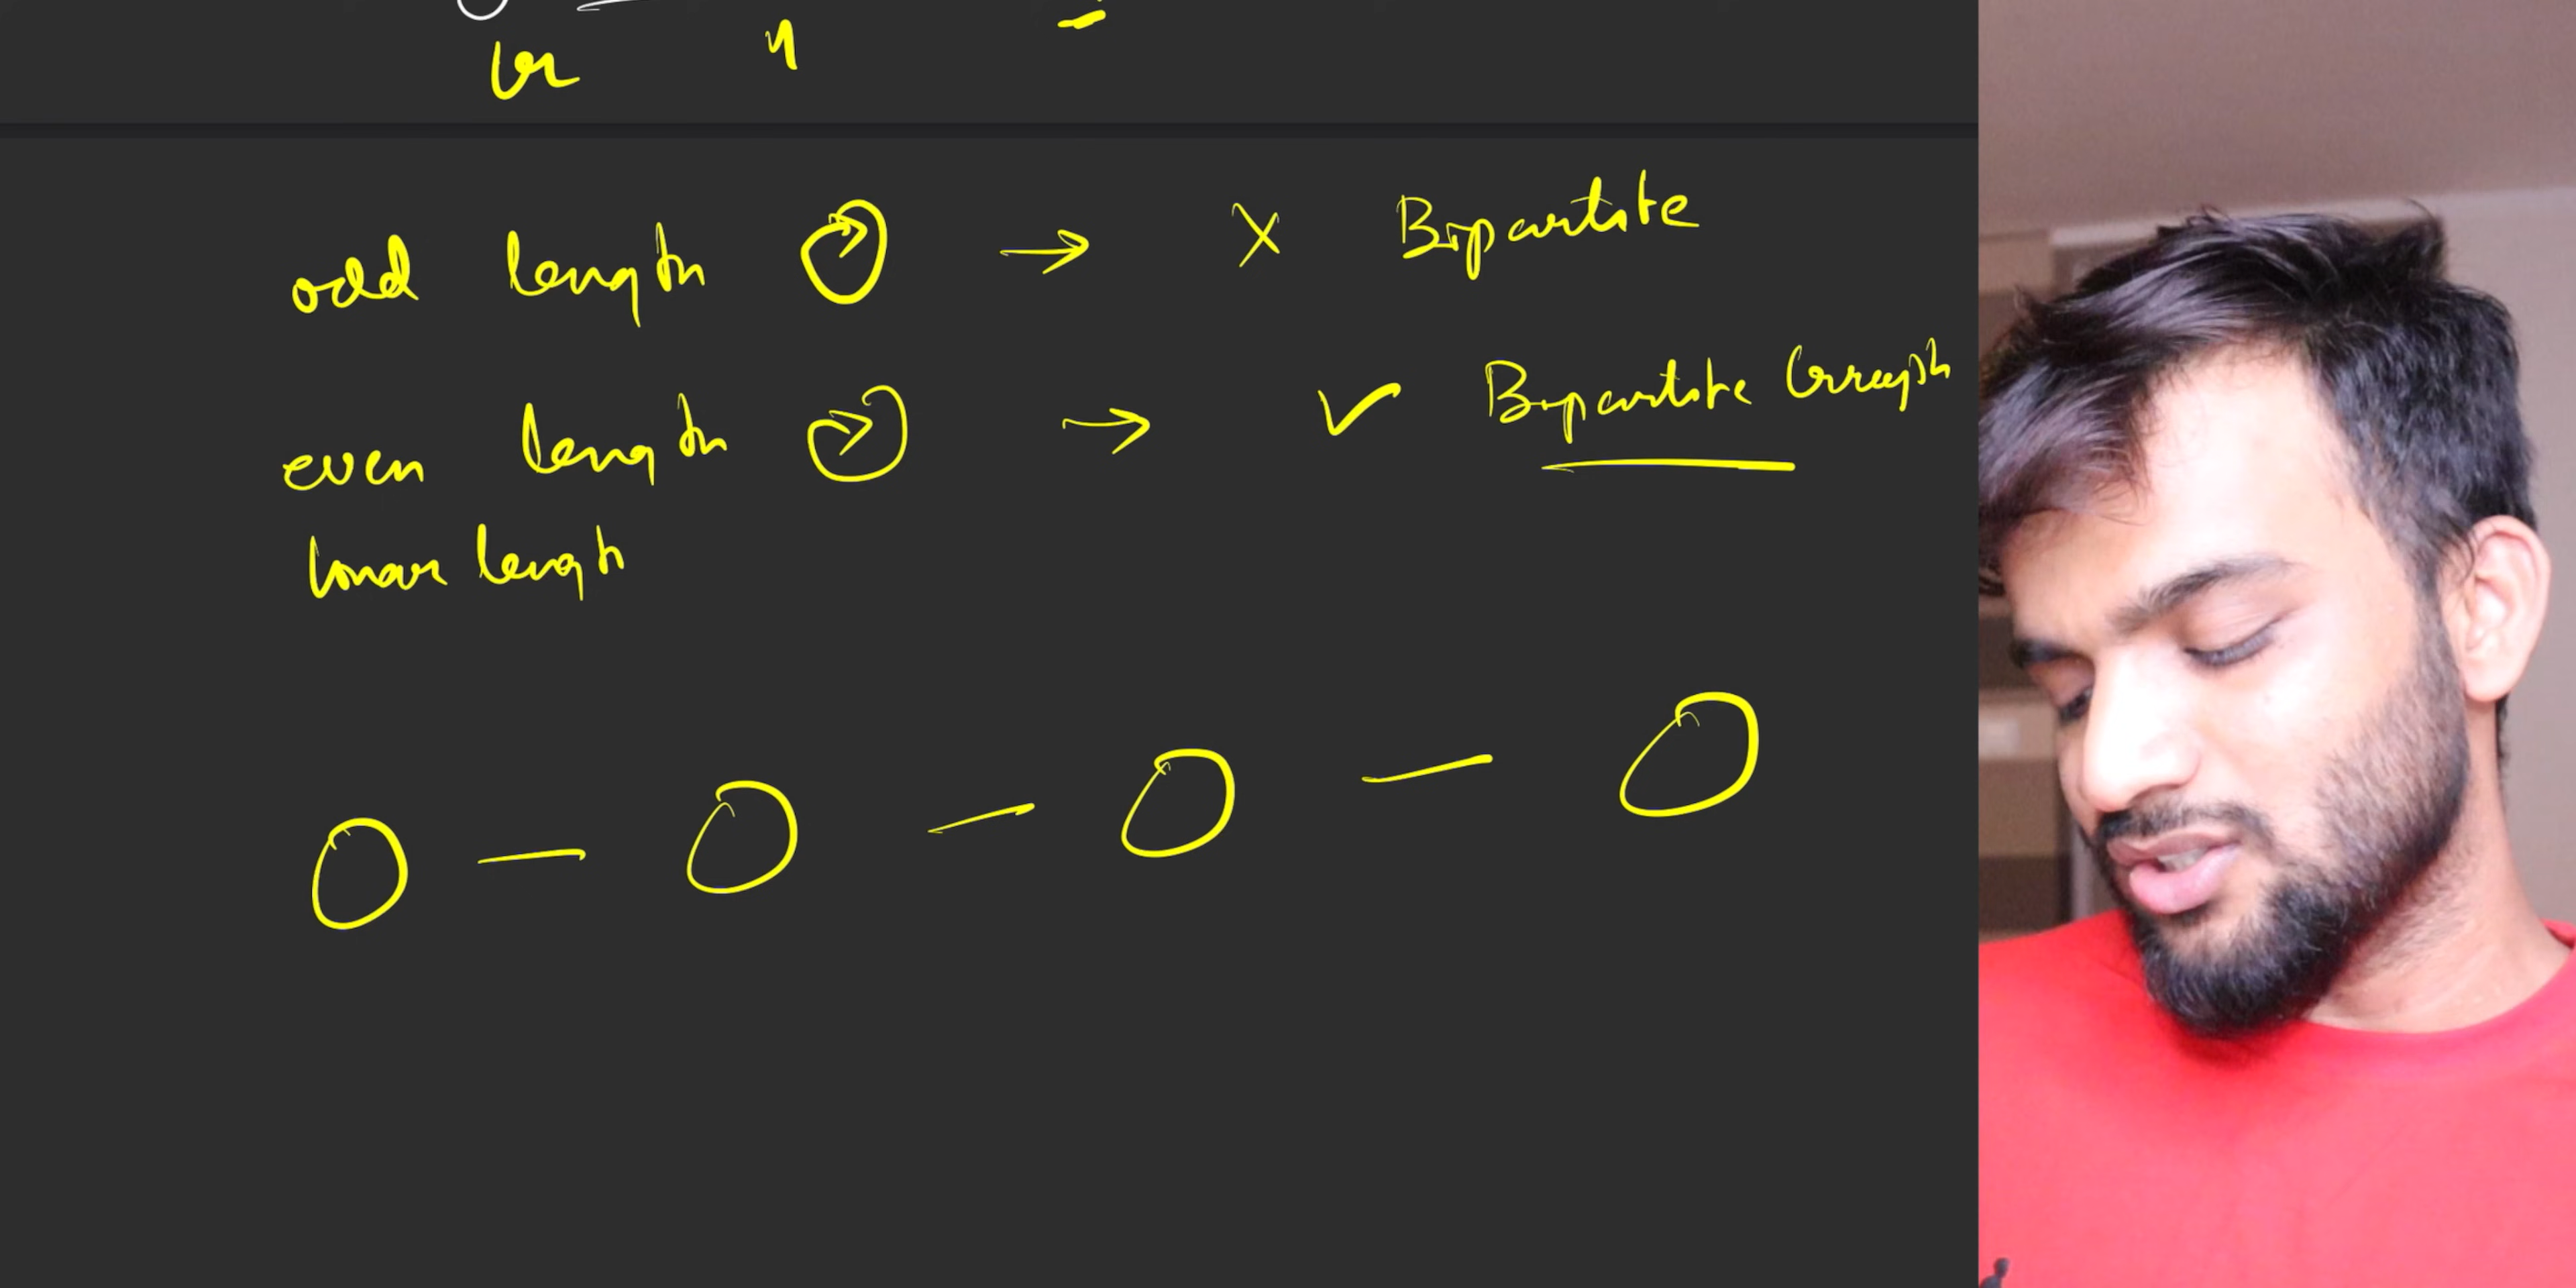 odd length → X Bipartite
even length → ✓ Bipartite Graph
linear length